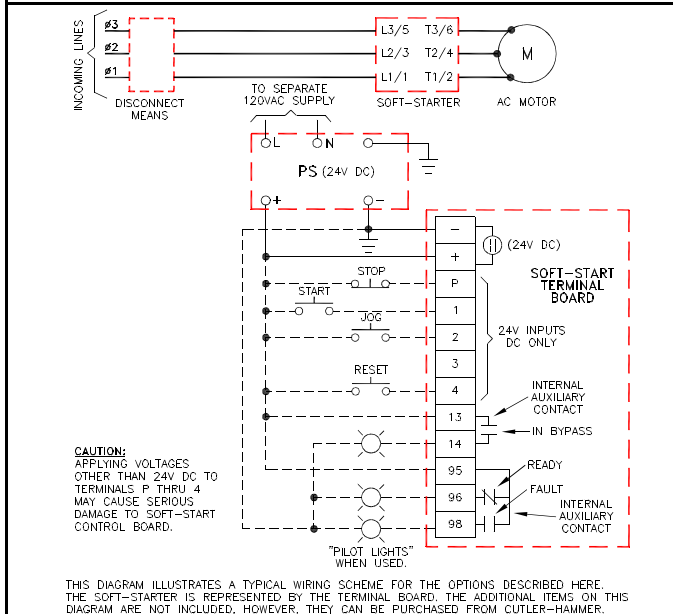 INCOMING LINES
ø3
ø2
ø1
DISCONNECT
MEANS
L3/5 T3/6
L2/3 T2/4
L1/1 T1/2
SOFT-STARTER
M
AC MOTOR
TO SEPARATE
120VAC SUPPLY
L N
PS (24V DC)
+ −
−
(24V DC)
+
SOFT-START
TERMINAL
BOARD
STOP
P
START
1
JOG
2
24V INPUTS
DC ONLY
3
RESET
4
INTERNAL
AUXILIARY
CONTACT
13
IN BYPASS
14
95
READY
96
FAULT
98
INTERNAL
AUXILIARY
CONTACT
CAUTION:
APPLYING VOLTAGES
OTHER THAN 24V DC TO
TERMINALS P THRU 4
MAY CAUSE SERIOUS
DAMAGE TO SOFT-START
CONTROL BOARD.
"PILOT LIGHTS"
WHEN USED.
THIS DIAGRAM ILLUSTRATES A TYPICAL WIRING SCHEME FOR THE OPTIONS DESCRIBED HERE.
THE SOFT-STARTER IS REPRESENTED BY THE TERMINAL BOARD. THE ADDITIONAL ITEMS ON THIS
DIAGRAM ARE NOT INCLUDED, HOWEVER, THEY CAN BE PURCHASED FROM CUTLER-HAMMER.